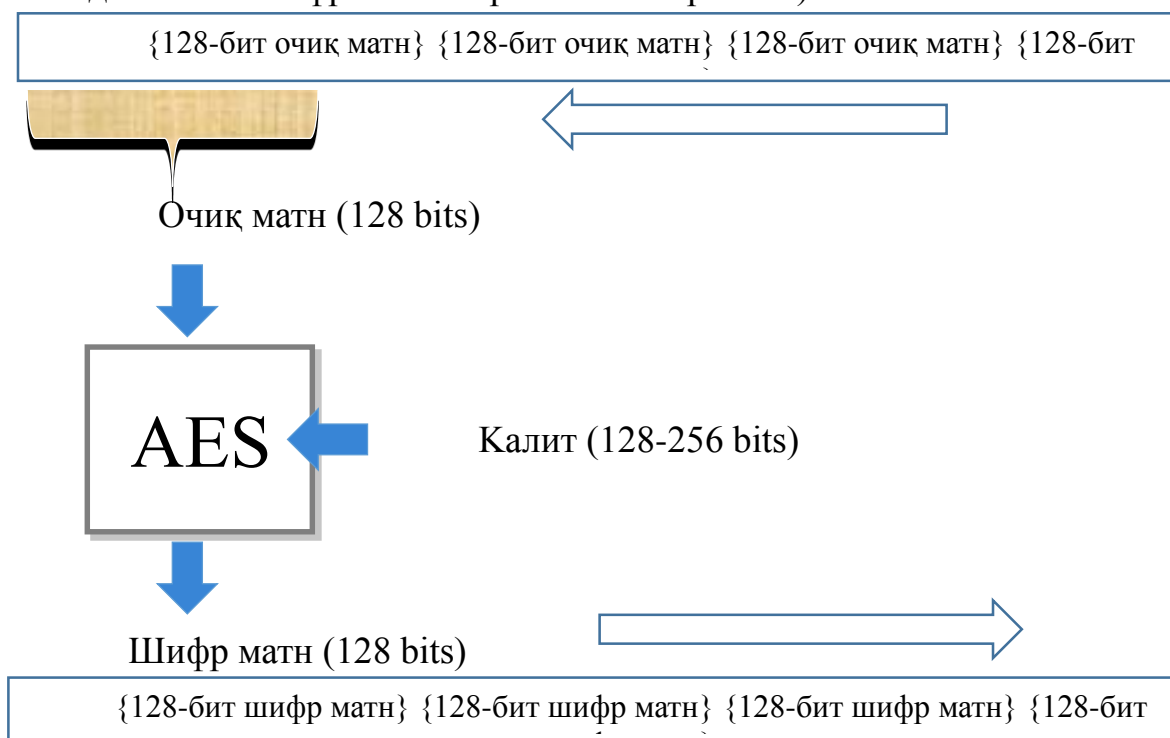 {128-бит очиқ матн} {128-бит очиқ матн} {128-бит очиқ матн} {128-бит
Очиқ матн (128 bits)
AES
Калит (128-256 bits)
Шифр матн (128 bits)
{128-бит шифр матн} {128-бит шифр матн} {128-бит шифр матн} {128-бит